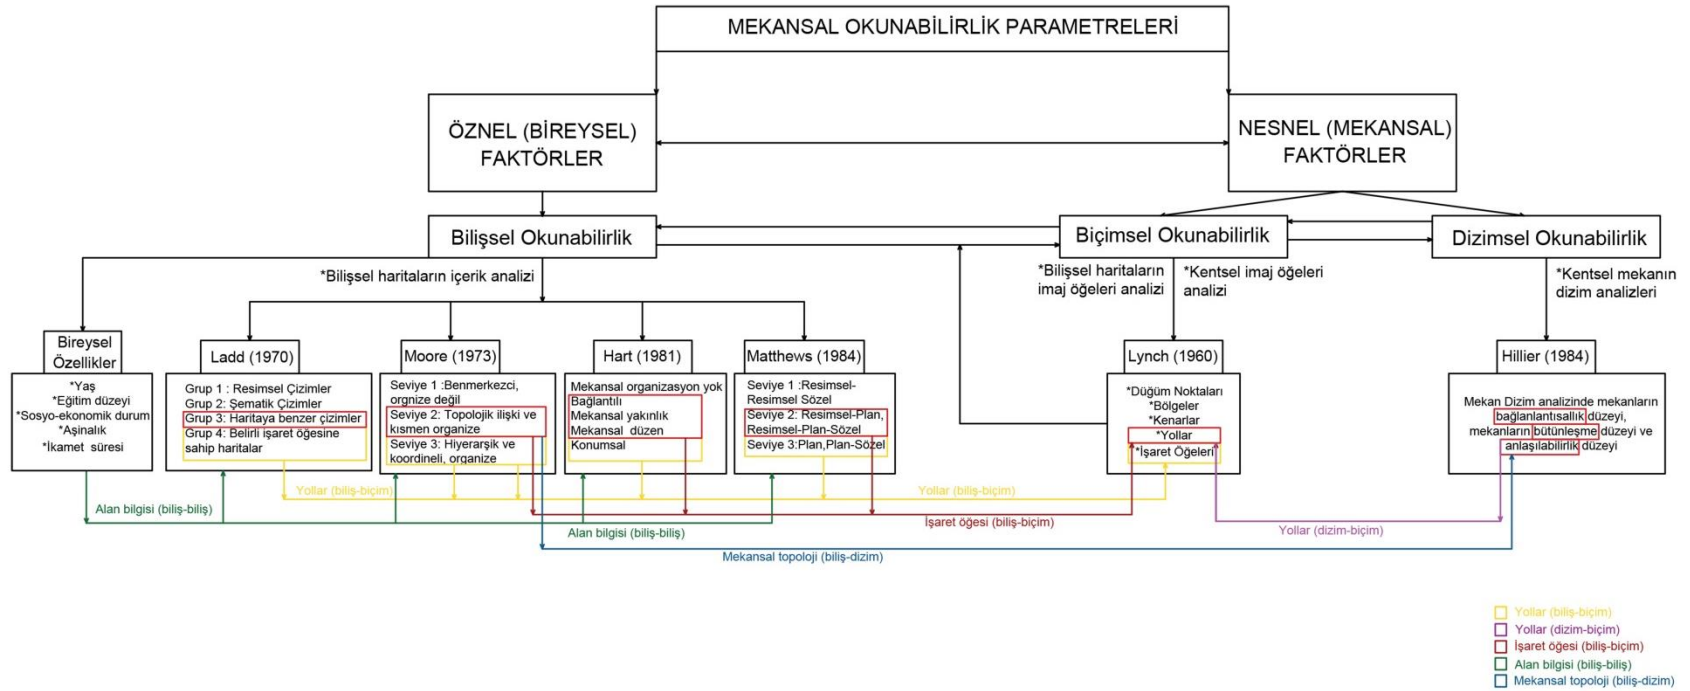 MEKANSAL OKUNABİLİRLİK PARAMETRELERİ
ÖZNEL (BİREYSEL)
FAKTÖRLER
NESNEL (MEKANSAL)
FAKTÖRLER
Bilişsel Okunabilirlik
Biçimsel Okunabilirlik
Dizimsel Okunabilirlik
*Bilişsel haritaların içerik analizi
*Bilişsel haritaların
imaj öğeleri analizi
*Kentsel imaj öğeleri
analizi
*Kentsel mekanın
dizim analizleri
Bireysel
Özellikler
*Yaş
*Eğitim düzeyi
*Sosyo-ekonomik durum
*Aşinalık
*İkamet süresi
Ladd (1970)
Grup 1 : Resimsel Çizimler
Grup 2: Şematik Çizimler
Grup 3: Haritaya benzer çizimler
Grup 4: Belirli işaret öğesine
sahip haritalar
Moore (1973)
Seviye 1 :Benmerkezci,
orgnize değil
Seviye 2: Topolojik ilişki ve
kısmen organize
Seviye 3: Hiyerarşik ve
koordineli, organize
Hart (1981)
Mekansal organizasyon yok
Bağlantılı
Mekansal yakınlık
Mekansal düzen
Konumsal
Matthews (1984)
Seviye 1 :Resimsel-
Resimsel Sözel
Seviye 2: Resimsel-Plan,
Resimsel-Plan-Sözel
Seviye 3:Plan,Plan-Sözel
Lynch (1960)
*Düğüm Noktaları
*Bölgeler
*Kenarlar
*Yollar
*İşaret Öğeleri
Hillier (1984)
Mekan Dizim analizinde mekanların
bağlanlantısallık düzeyi,
mekanların bütünleşme düzeyi ve
anlaşılabilirlik düzeyi
Yollar (biliş-biçim)
Yollar (biliş-biçim)
Alan bilgisi (biliş-biliş)
İşaret öğesi (biliş-biçim)
Alan bilgisi (biliş-biliş)
Yollar (dizim-biçim)
Mekansal topoloji (biliş-dizim)
Yollar (biliş-biçim)
Yollar (dizim-biçim)
İşaret öğesi (biliş-biçim)
Alan bilgisi (biliş-biliş)
Mekansal topoloji (biliş-dizim)